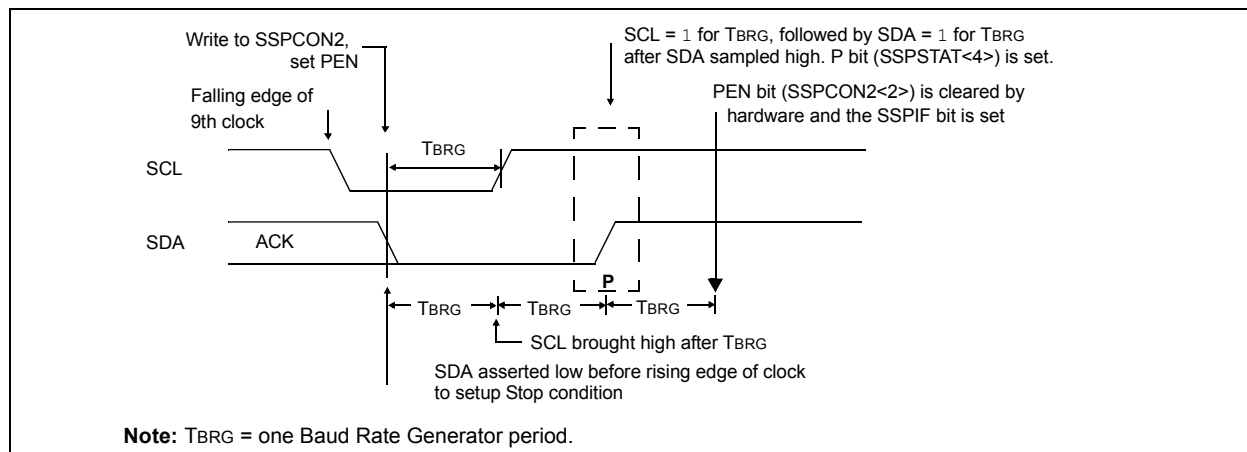 Write to SSPCON2,
set PEN
SCL = 1 for TBRG, followed by SDA = 1 for TBRG
after SDA sampled high. P bit (SSPSTAT<4>) is set.
Falling edge of
9th clock
PEN bit (SSPCON2<2>) is cleared by
hardware and the SSPIF bit is set
TBRG
SCL
SDA
ACK
P
TBRG
TBRG
TBRG
SCL brought high after TBRG
SDA asserted low before rising edge of clock
to setup Stop condition
Note: TBRG = one Baud Rate Generator period.